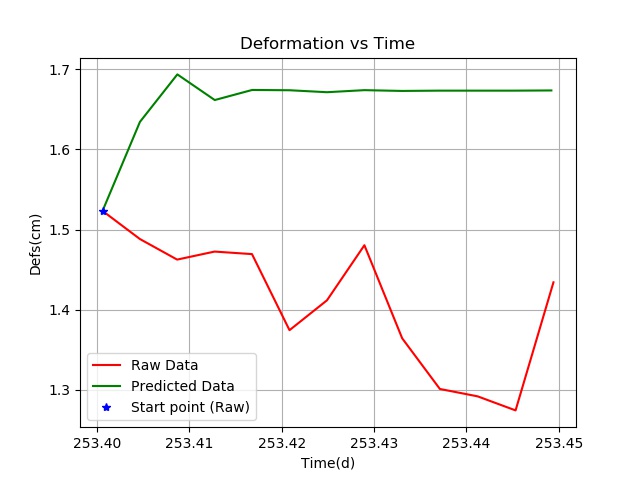 Deformation vs Time
Defs(cm)
1.7
1.6
1.5
1.4
1.3
Raw Data
Predicted Data
Start point (Raw)
253.40 253.41 253.42 253.43 253.44 253.45
Time(d)